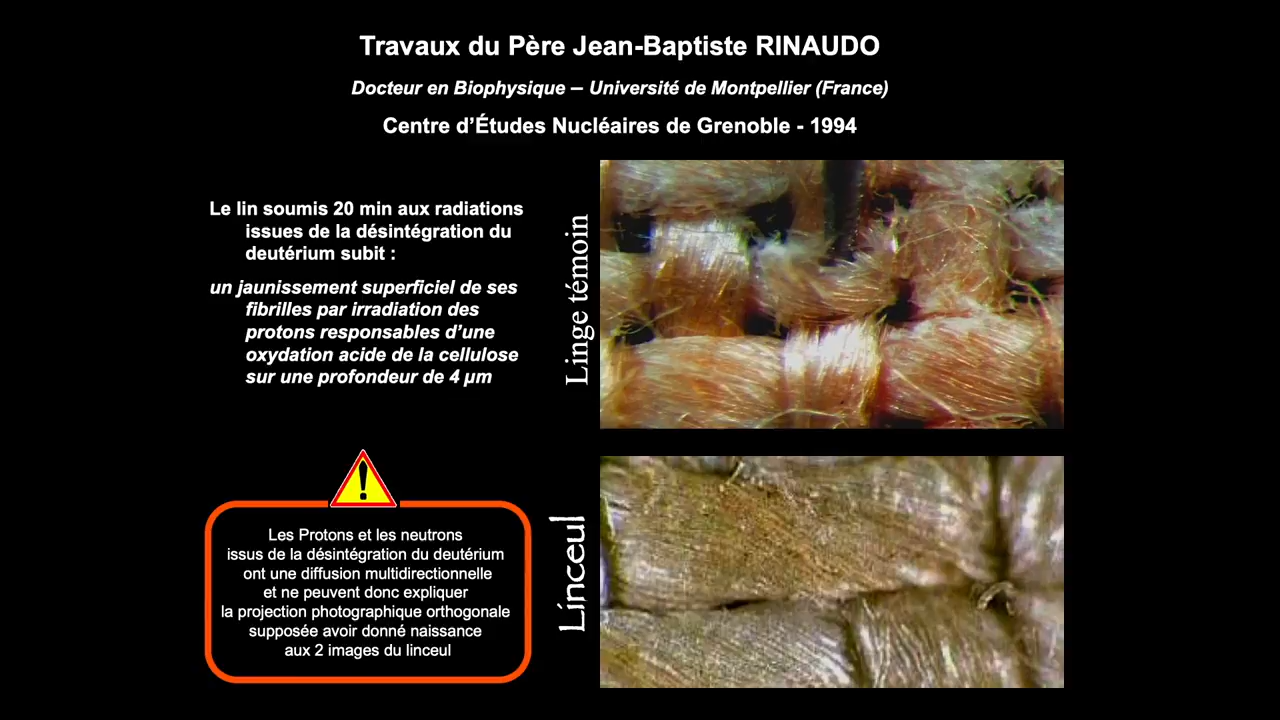 Travaux du Père Jean-Baptiste RINAUDO
Docteur en Biophysique – Université de Montpellier (France)
Centre d’Études Nucléaires de Grenoble - 1994
Le lin soumis 20 min aux radiations
issues de la désintégration du
deutérium subit :
un jaunissement superficiel de ses
fibrilles par irradiation des
protons responsables d’une
oxydation acide de la cellulose
sur une profondeur de 4 µm
Linge témoin
Les Protons et les neutrons
issus de la désintégration du deutérium
ont une diffusion multidirectionnelle
et ne peuvent donc expliquer
la projection photographique orthogonale
supposée avoir donné naissance
aux 2 images du linceul
Linceul